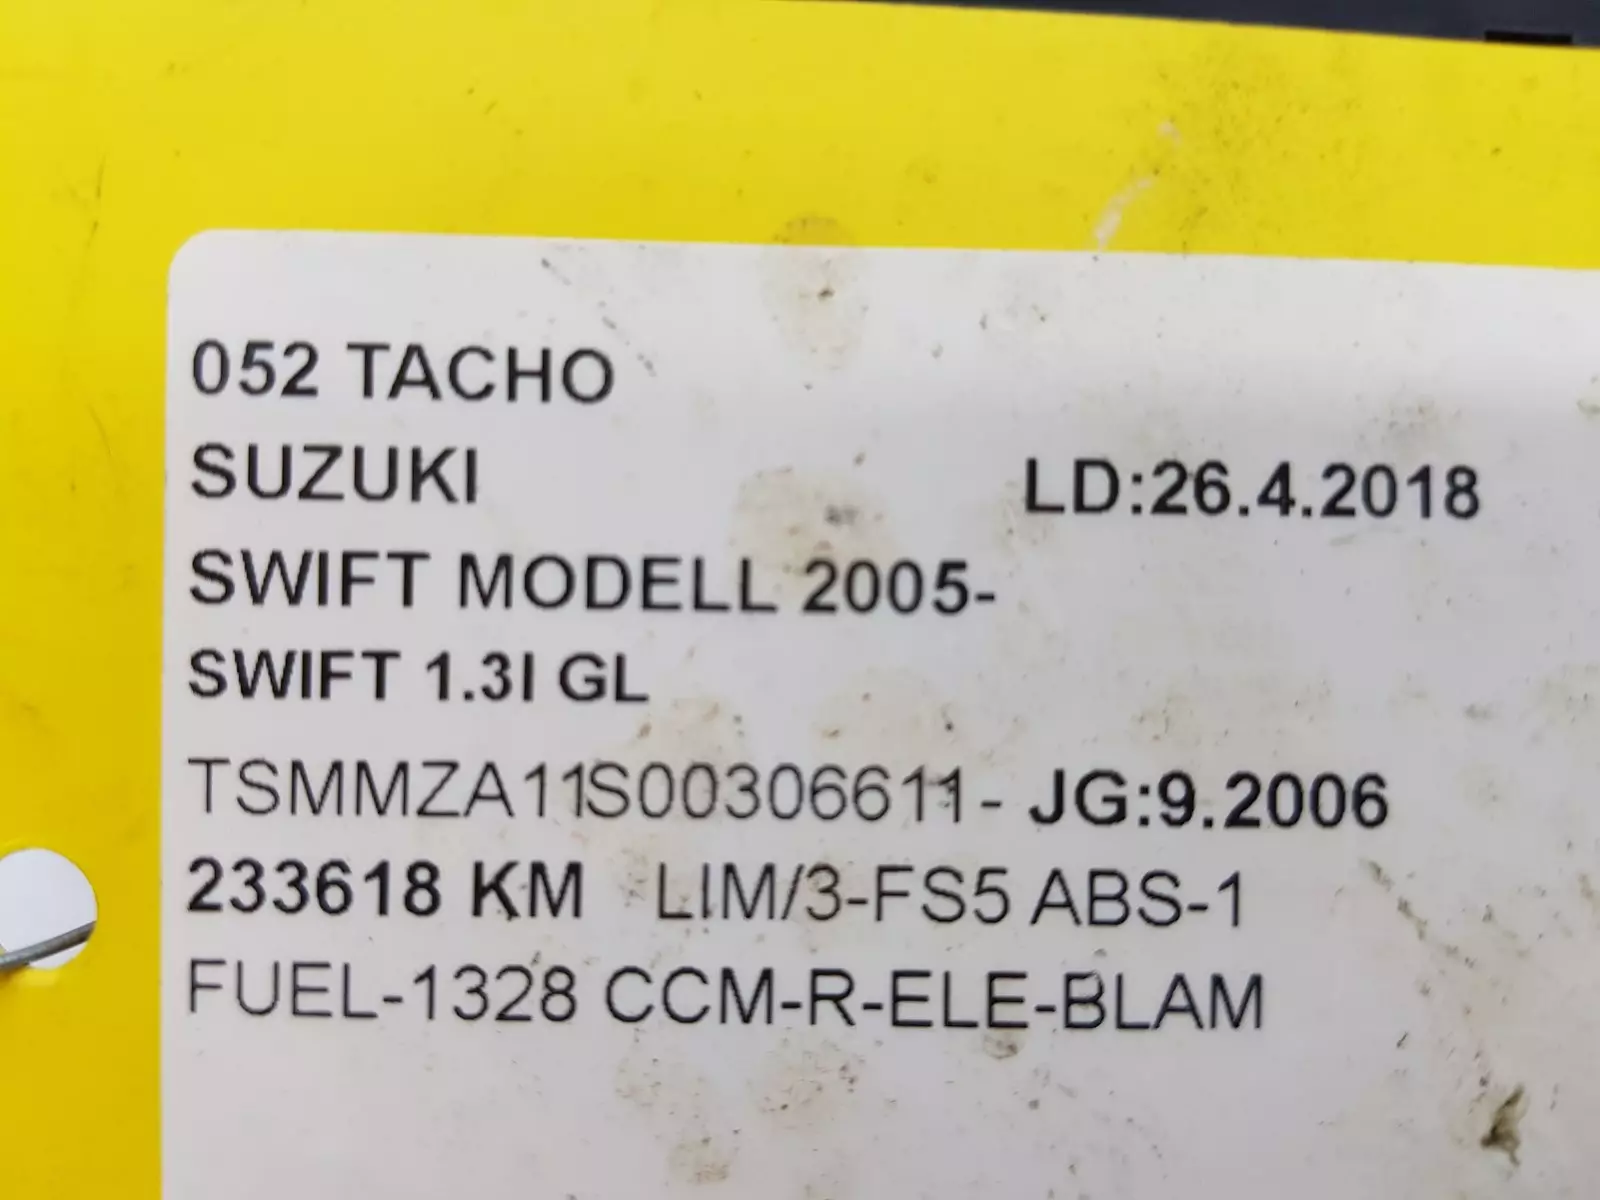 052 TACHO
SUZUKI LD:26.4.2018
SWIFT MODELL 2005-
SWIFT 1.3I GL
TSMMZA11S00306611- JG:9.2006
233618 KM LIM/3-FS5 ABS-1
FUEL-1328 CCM-R-ELE-BLAM